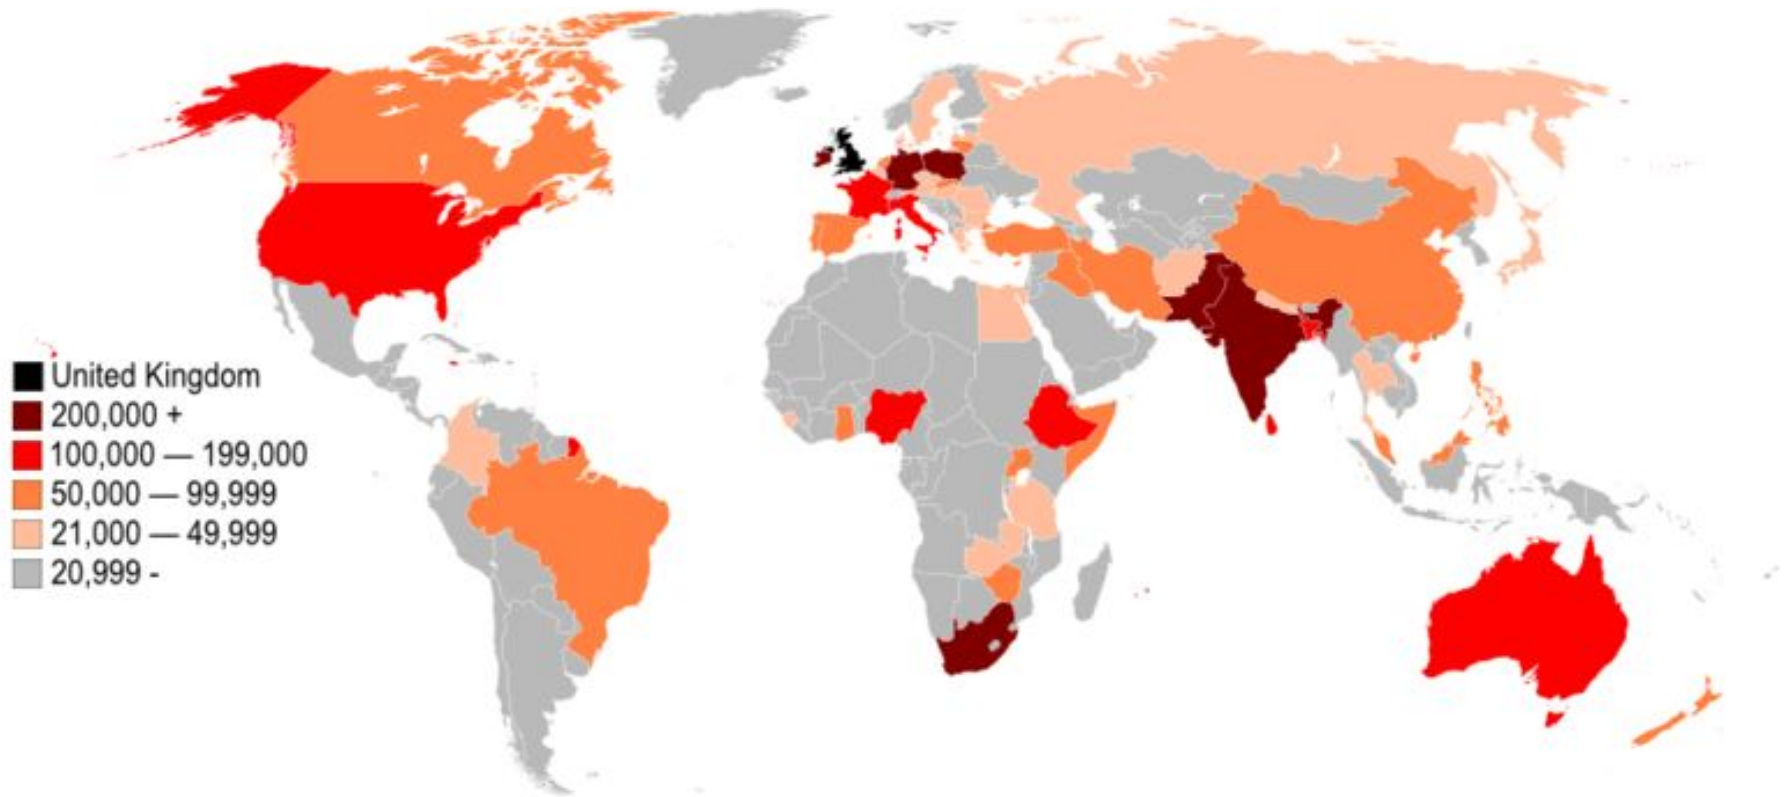 United Kingdom
200,000 +
100,000 — 199,000
50,000 — 99,999
21,000 — 49,999
20,999 -